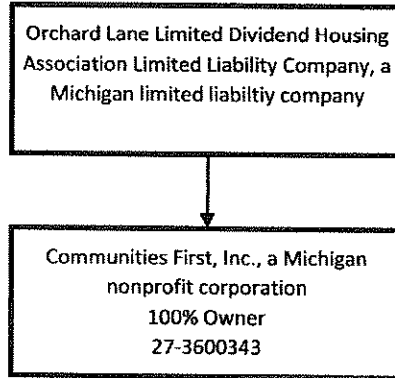 Orchard Lane Limited Dividend Housing
Association Limited Liability Company, a
Michigan limited liabiltiy company
Communities First, Inc., a Michigan
nonprofit corporation
100% Owner
27-3600343